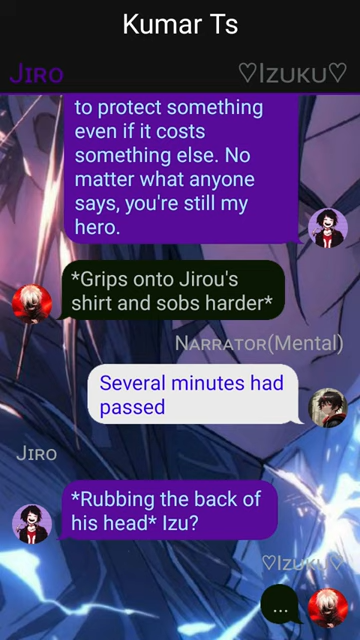 Kumar Ts
Jiro
♡Izuku♡
to protect something
even if it costs
something else. No
matter what anyone
says, you're still my
hero.
*Grips onto Jirou's
shirt and sobs harder*
Narrator(Mental)
Several minutes had
passed
Jiro
*Rubbing the back of
his head* Izu?
♡Izuku♡
...